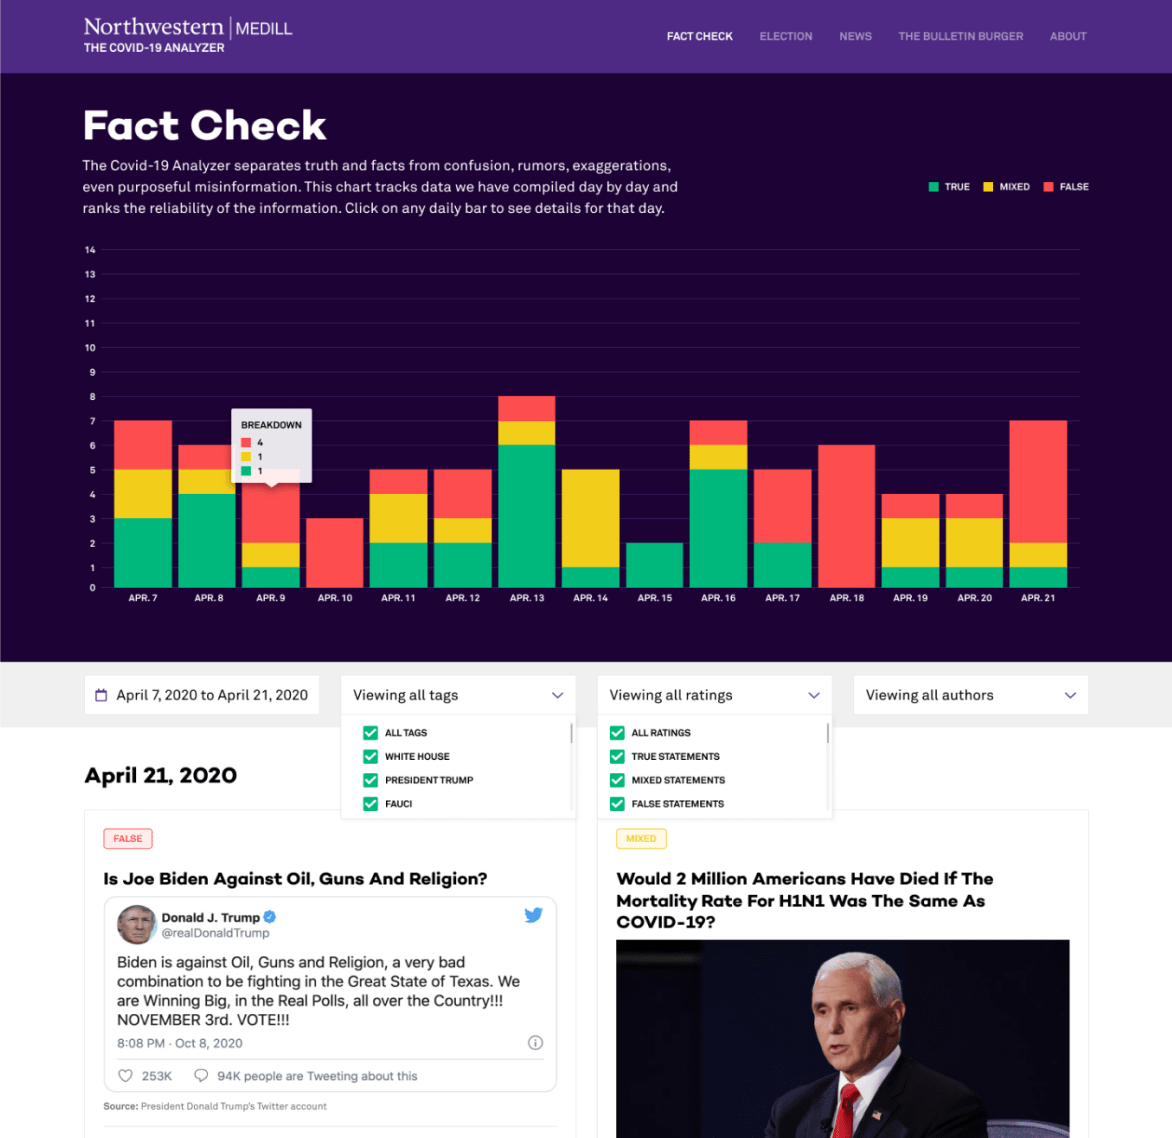 Northwestern | MEDILL
THE COVID-19 ANALYZER
FACT CHECK
ELECTION
NEWS
THE BULLETIN BURGER
ABOUT
Fact Check
The Covid-19 Analyzer separates truth and facts from confusion, rumors, exaggerations,
even purposeful misinformation. This chart tracks data we have compiled day by day and
ranks the reliability of the information. Click on any daily bar to see details for that day.
TRUE
MIXED
FALSE
14
13
12
11
10
9
8
7
6
5
4
3
2
1
0
BREAKDOWN
4
1
1
APR. 7
APR. 8
APR. 9
APR. 10
APR. 11
APR. 12
APR. 13
APR. 14
APR. 15
APR. 16
APR. 17
APR. 18
APR. 19
APR. 20
APR. 21
April 7, 2020 to April 21, 2020
Viewing all tags
ALL TAGS
WHITE HOUSE
PRESIDENT TRUMP
FAUCI
Viewing all ratings
ALL RATINGS
TRUE STATEMENTS
MIXED STATEMENTS
FALSE STATEMENTS
Viewing all authors
April 21, 2020
FALSE
Is Joe Biden Against Oil, Guns And Religion?
Donald J. Trump
@realDonaldTrump
Biden is against Oil, Guns and Religion, a very bad
combination to be fighting in the Great State of Texas. We
are Winning Big, in the Real Polls, all over the Country!!!
NOVEMBER 3rd. VOTE!!!
8:08 PM · Oct 8, 2020
253K
94K people are Tweeting about this
Source: President Donald Trump's Twitter account
MIXED
Would 2 Million Americans Have Died If The
Mortality Rate For H1N1 Was The Same As
COVID-19?